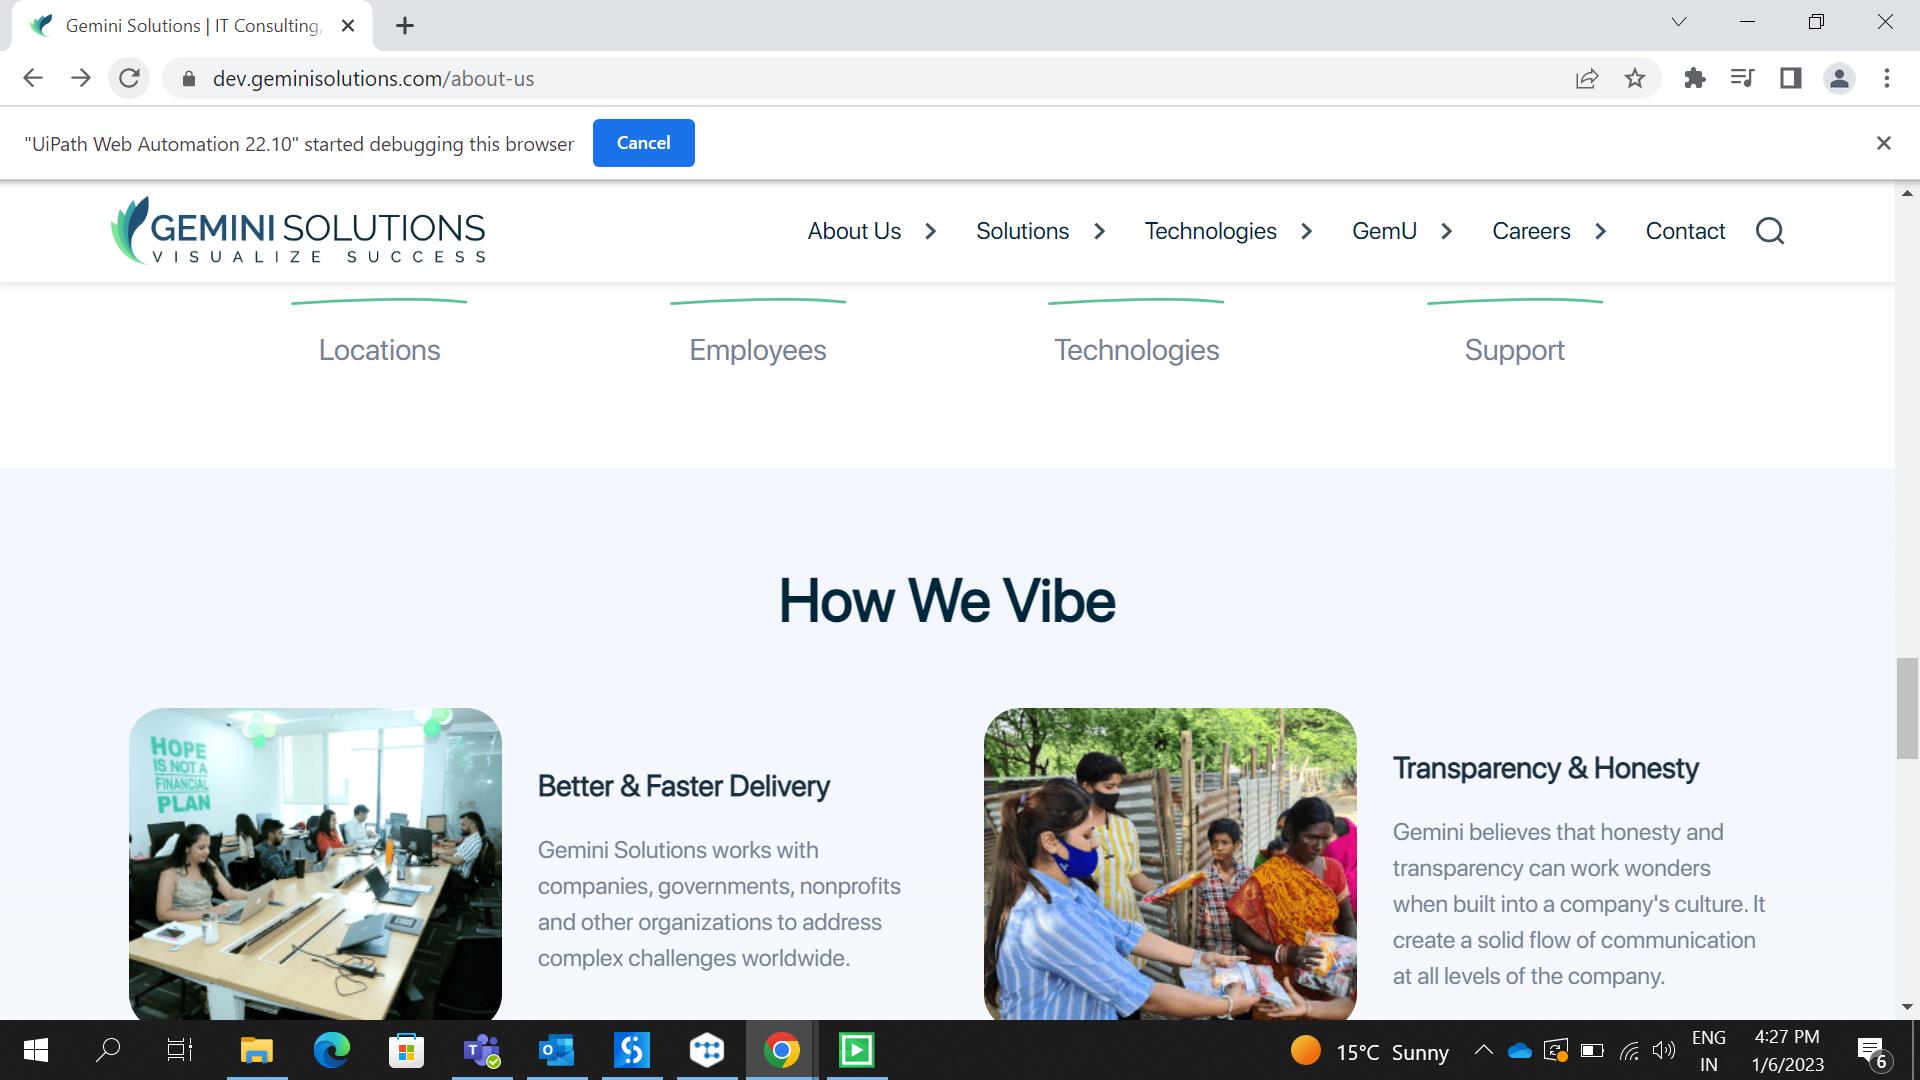 Gemini Solutions | IT Consulting,
dev.geminisolutions.com/about-us
"UiPath Web Automation 22.10" started debugging this browser
Cancel
GEMINI SOLUTIONS
VISUALIZE SUCCESS
About Us
Solutions
Technologies
GemU
Careers
Contact
Locations
Employees
Technologies
Support
How We Vibe
HOPE
IS NOT A
FINANCIAL
PLAN
Better & Faster Delivery
Gemini Solutions works with
companies, governments, nonprofits
and other organizations to address
complex challenges worldwide.
Transparency & Honesty
Gemini believes that honesty and
transparency can work wonders
when built into a company's culture. It
create a solid flow of communication
at all levels of the company.
15°C Sunny
ENG
IN
4:27 PM
1/6/2023
6